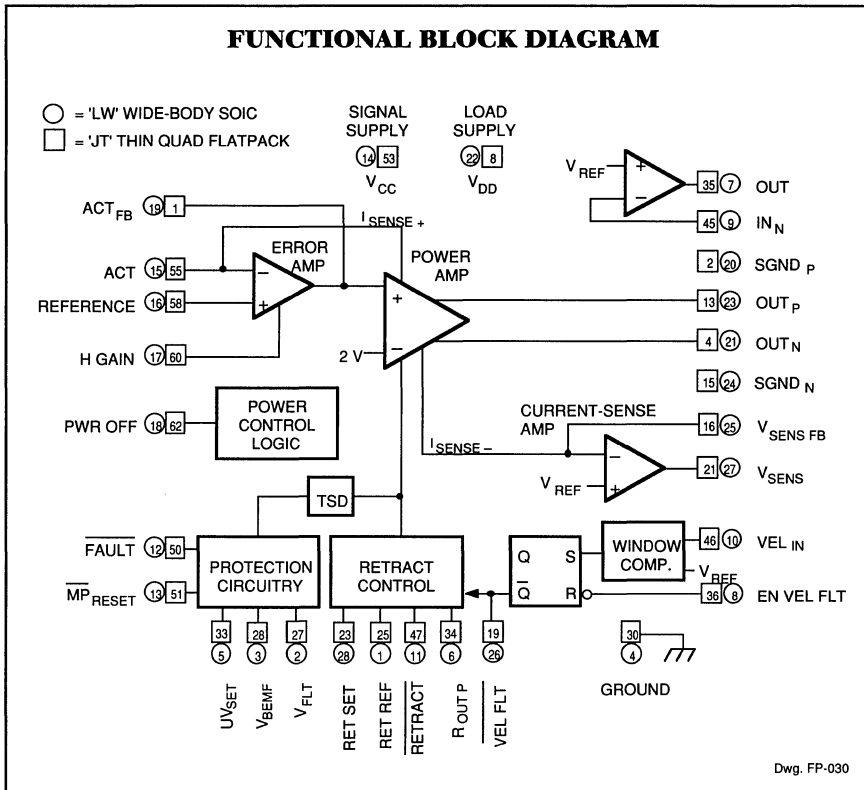 FUNCTIONAL BLOCK DIAGRAM
= 'LW' WIDE-BODY SOIC
= 'JT' THIN QUAD FLATPACK
SIGNAL
SUPPLY
14 53
VCC
LOAD
SUPPLY
22 8
VDD
VREF
+
−
35 7 OUT
45 9 INN
ACTFB 19 1
ISENSE +
ERROR
AMP
POWER
AMP
2 20 SGND P
ACT 15 55
−
REFERENCE 16 58
+
+
−
2 V
13 23 OUTP
4 21 OUTN
H GAIN 17 60
15 24 SGNDN
PWR OFF 18 62
POWER
CONTROL
LOGIC
CURRENT-SENSE
AMP
ISENSE −
16 25 VSENS FB
−
VREF +
21 27 VSENS
TSD
FAULT 12 50
MPRESET 13 51
PROTECTION
CIRCUITRY
RETRACT
CONTROL
Q S
Q R
WINDOW
COMP.
46 10 VELIN
VREF
36 8 EN VEL FLT
33 28 27 23 25 47 34 19
5 3 2 28 1 11 6 26
UVSET
VBEMF
VFLT
RET SET
RET REF
RETRACT
ROUT P
VEL FLT
30
4
GROUND
Dwg. FP-030